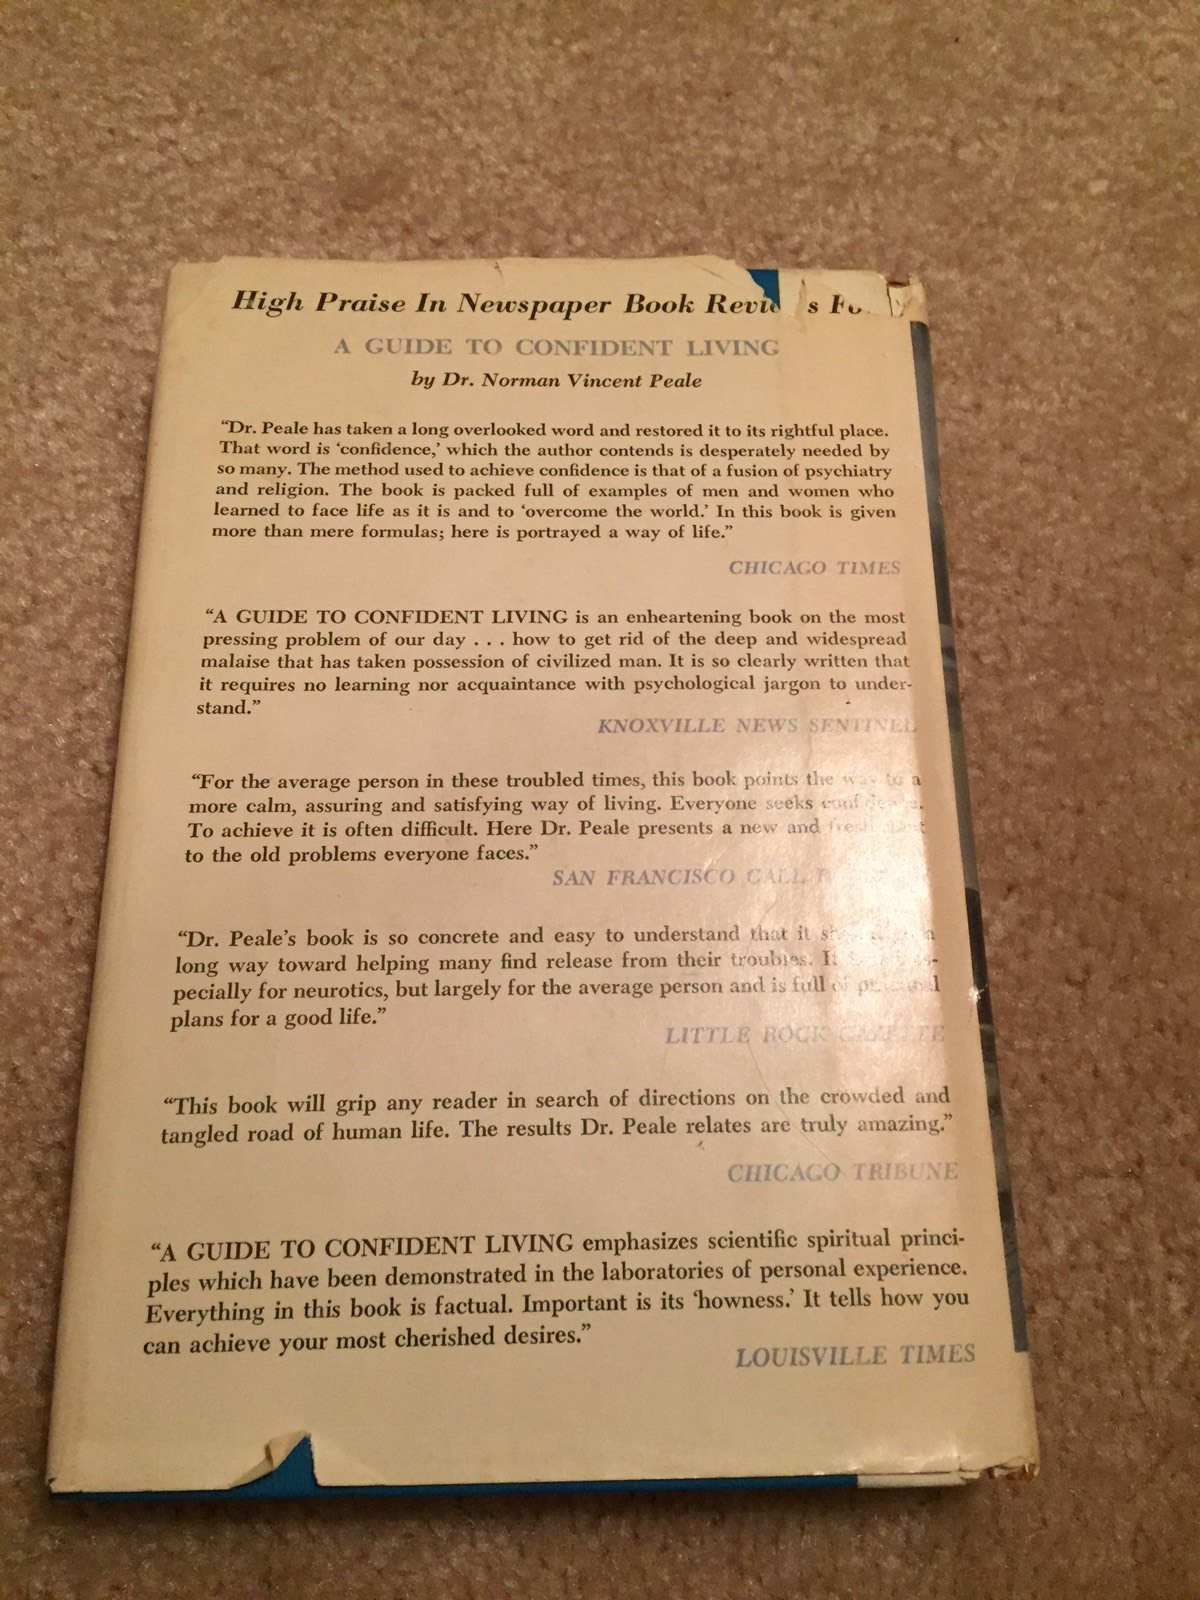 High Praise In Newspaper Book
A GUIDE TO CONFIDENT LIVING
by Dr. Norman Vincent Peale
“Dr. Peale has taken a long overlooked word and restored it to its rightful place.
That word is ‘confidence,’ which the author contends is desperately needed by
so many. The method used to achieve confidence is that of a fusion of psychiatry
and religion. The book is packed full of examples of men and women who
learned to face life as it is and to ‘overcome the world.’ In this book is given
more than mere formulas; here is portrayed a way of life.”
CHICAGO TIMES
“A GUIDE TO CONFIDENT LIVING is an enheartening book on the most
pressing problem of our day . . . how to get rid of the deep and widespread
malaise that has taken possession of civilized man. It is so clearly written that
it requires no learning nor acquaintance with psychological jargon to under-
stand.”
KNOXVILLE NEWS SENTINEL
“For the average person in these troubled times, this book points the way to a
more calm, assuring and satisfying way of living. Everyone seeks confidence.
To achieve it is often difficult. Here Dr. Peale presents a new and fresh
to the old problems everyone faces.”
SAN FRANCISCO CALL
“Dr. Peale’s book is so concrete and easy to understand that it
long way toward helping many find release from their troubles. It
pecially for neurotics, but largely for the average person and is full of
plans for a good life.”
LITTLE ROCK GAZETTE
“This book will grip any reader in search of directions on the crowded and
tangled road of human life. The results Dr. Peale relates are truly amazing.”
CHICAGO TRIBUNE
“A GUIDE TO CONFIDENT LIVING emphasizes scientific spiritual princi-
ples which have been demonstrated in the laboratories of personal experience.
Everything in this book is factual. Important is its ‘howness.’ It tells how you
can achieve your most cherished desires.”
LOUISVILLE TIMES